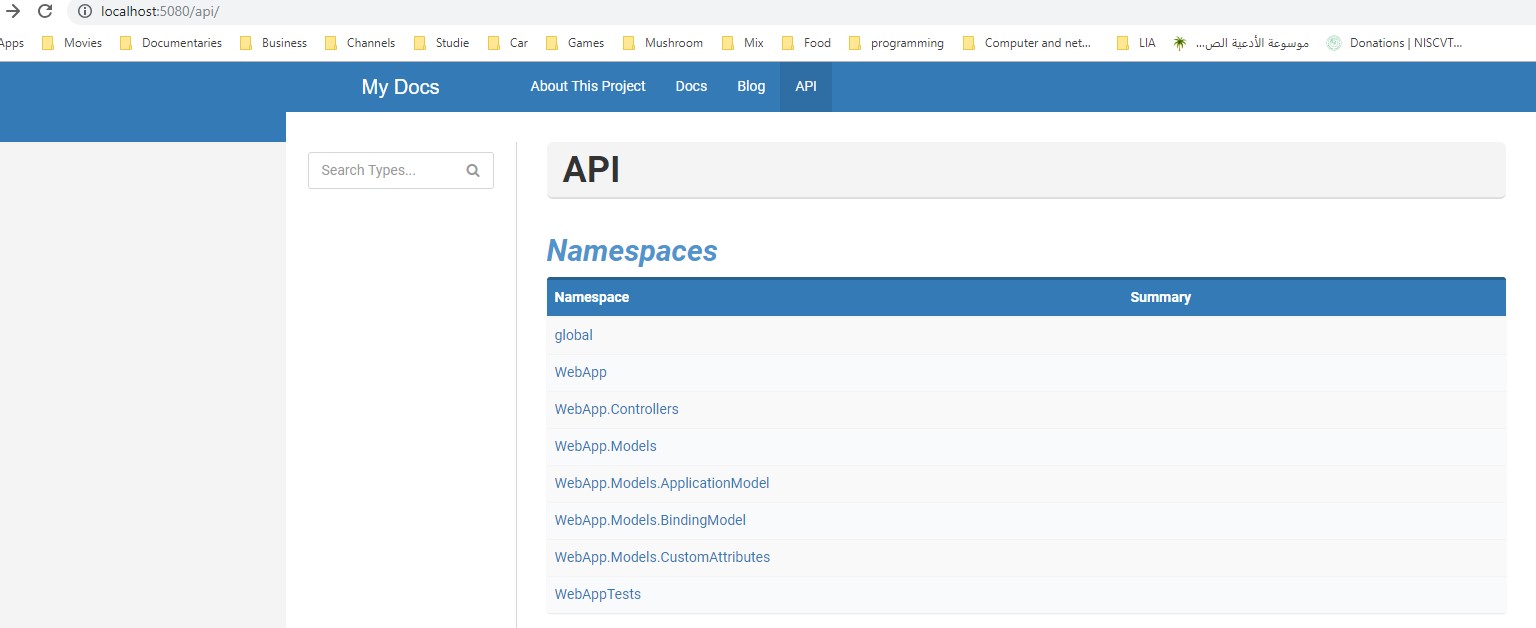 localhost:5080/api/
Apps Movies Documentaries Business Channels Studie Car Games Mushroom Mix Food programming Computer and net... LIA موسوعة الأدعية الص... Donations | NISCVT...
My Docs About This Project Docs Blog API
Search Types...
API
Namespaces
Namespace Summary
global
WebApp
WebApp.Controllers
WebApp.Models
WebApp.Models.ApplicationModel
WebApp.Models.BindingModel
WebApp.Models.CustomAttributes
WebAppTests